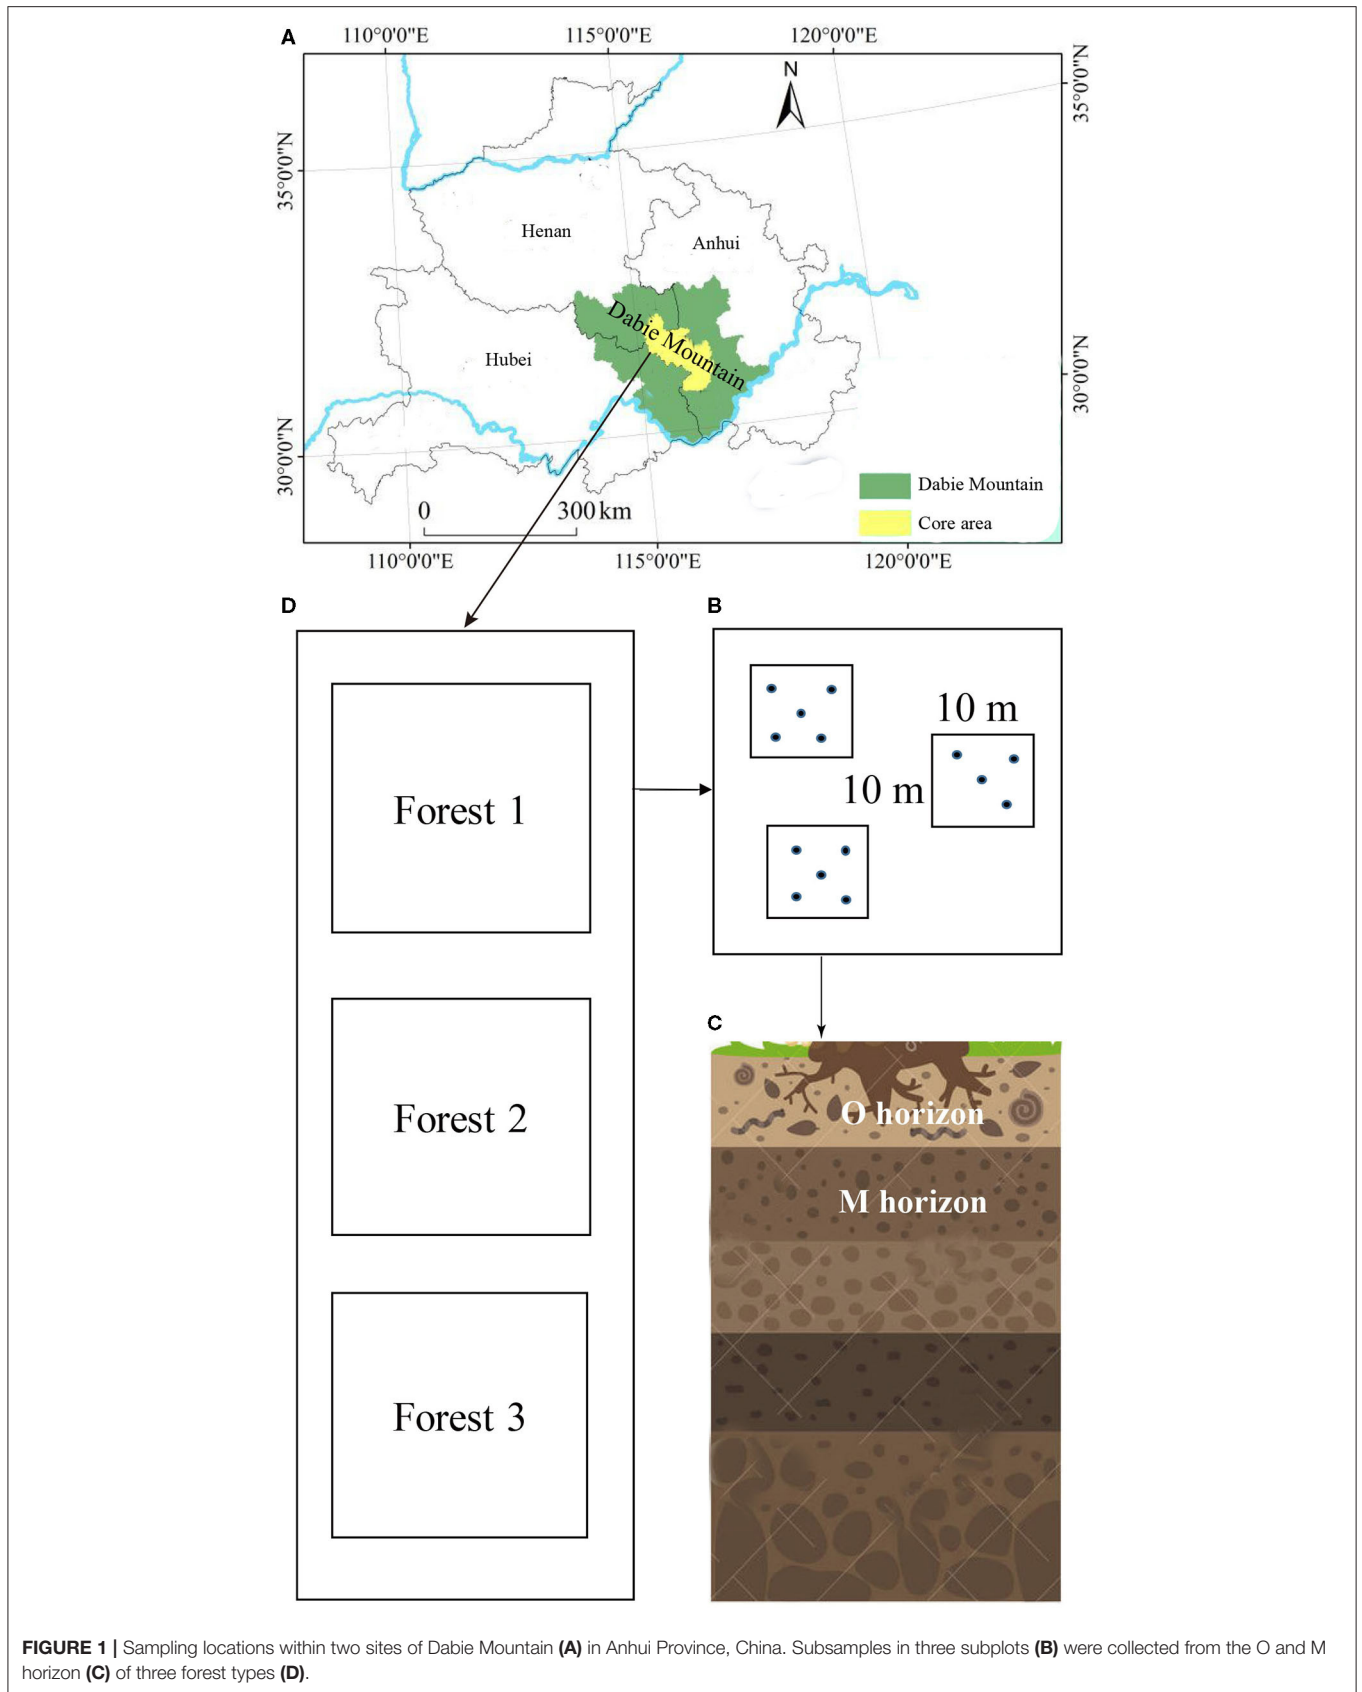 A
110°0'0"E 115°0'0"E 120°0'0"E
N
35°0'0"N
35°0'0"N
Henan
Anhui
Dabie Mountain
Hubei
30°0'0"N
30°0'0"N
Dabie Mountain
Core area
0 300 km
110°0'0"E 115°0'0"E 120°0'0"E
D
Forest 1
Forest 2
Forest 3
B
10 m
10 m
C
O horizon
M horizon
FIGURE 1 | Sampling locations within two sites of Dabie Mountain (A) in Anhui Province, China. Subsamples in three subplots (B) were collected from the O and M
horizon (C) of three forest types (D).